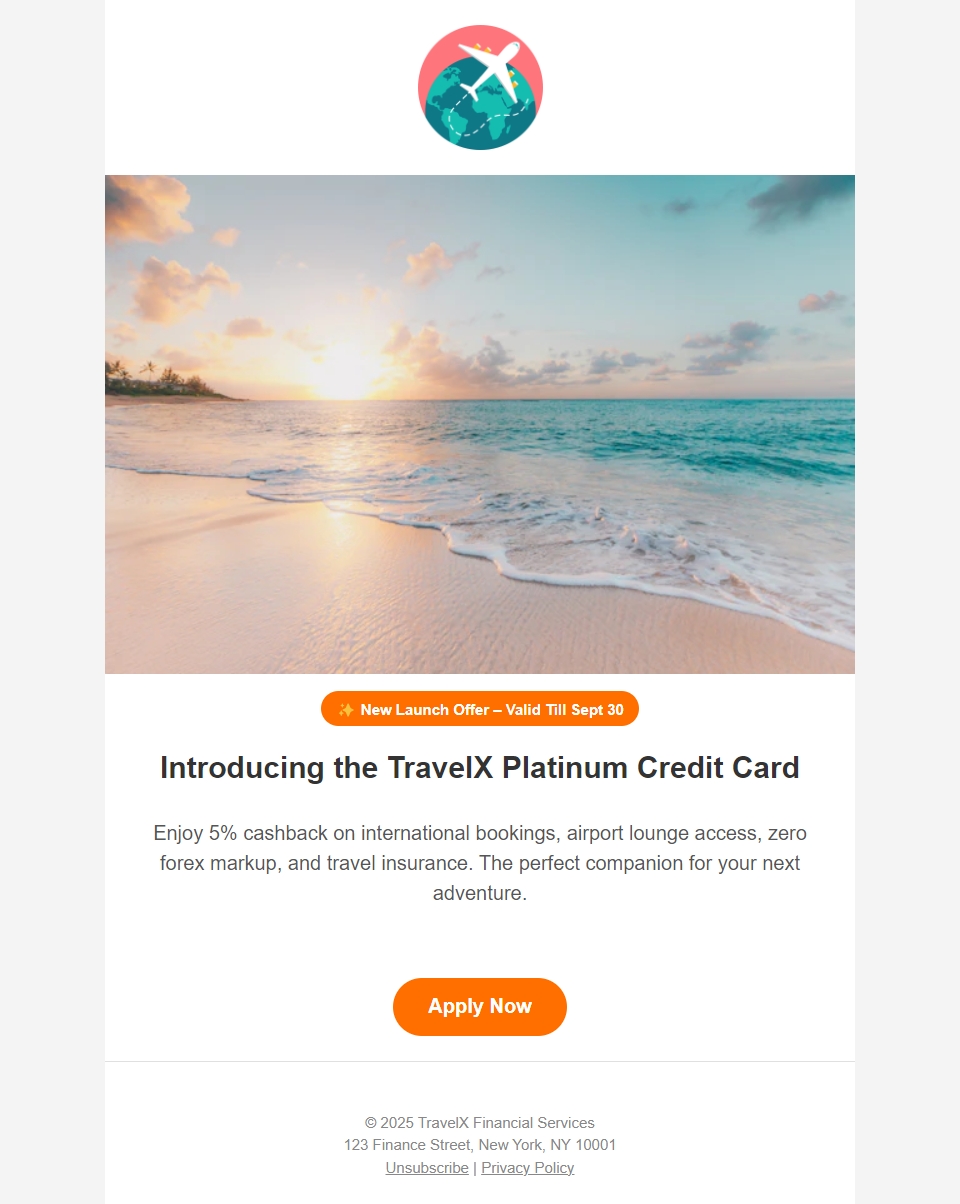 ✨ New Launch Offer – Valid Till Sept 30
Introducing the TravelX Platinum Credit Card
Enjoy 5% cashback on international bookings, airport lounge access, zero
forex markup, and travel insurance. The perfect companion for your next
adventure.
Apply Now
© 2025 TravelX Financial Services
123 Finance Street, New York, NY 10001
Unsubscribe | Privacy Policy